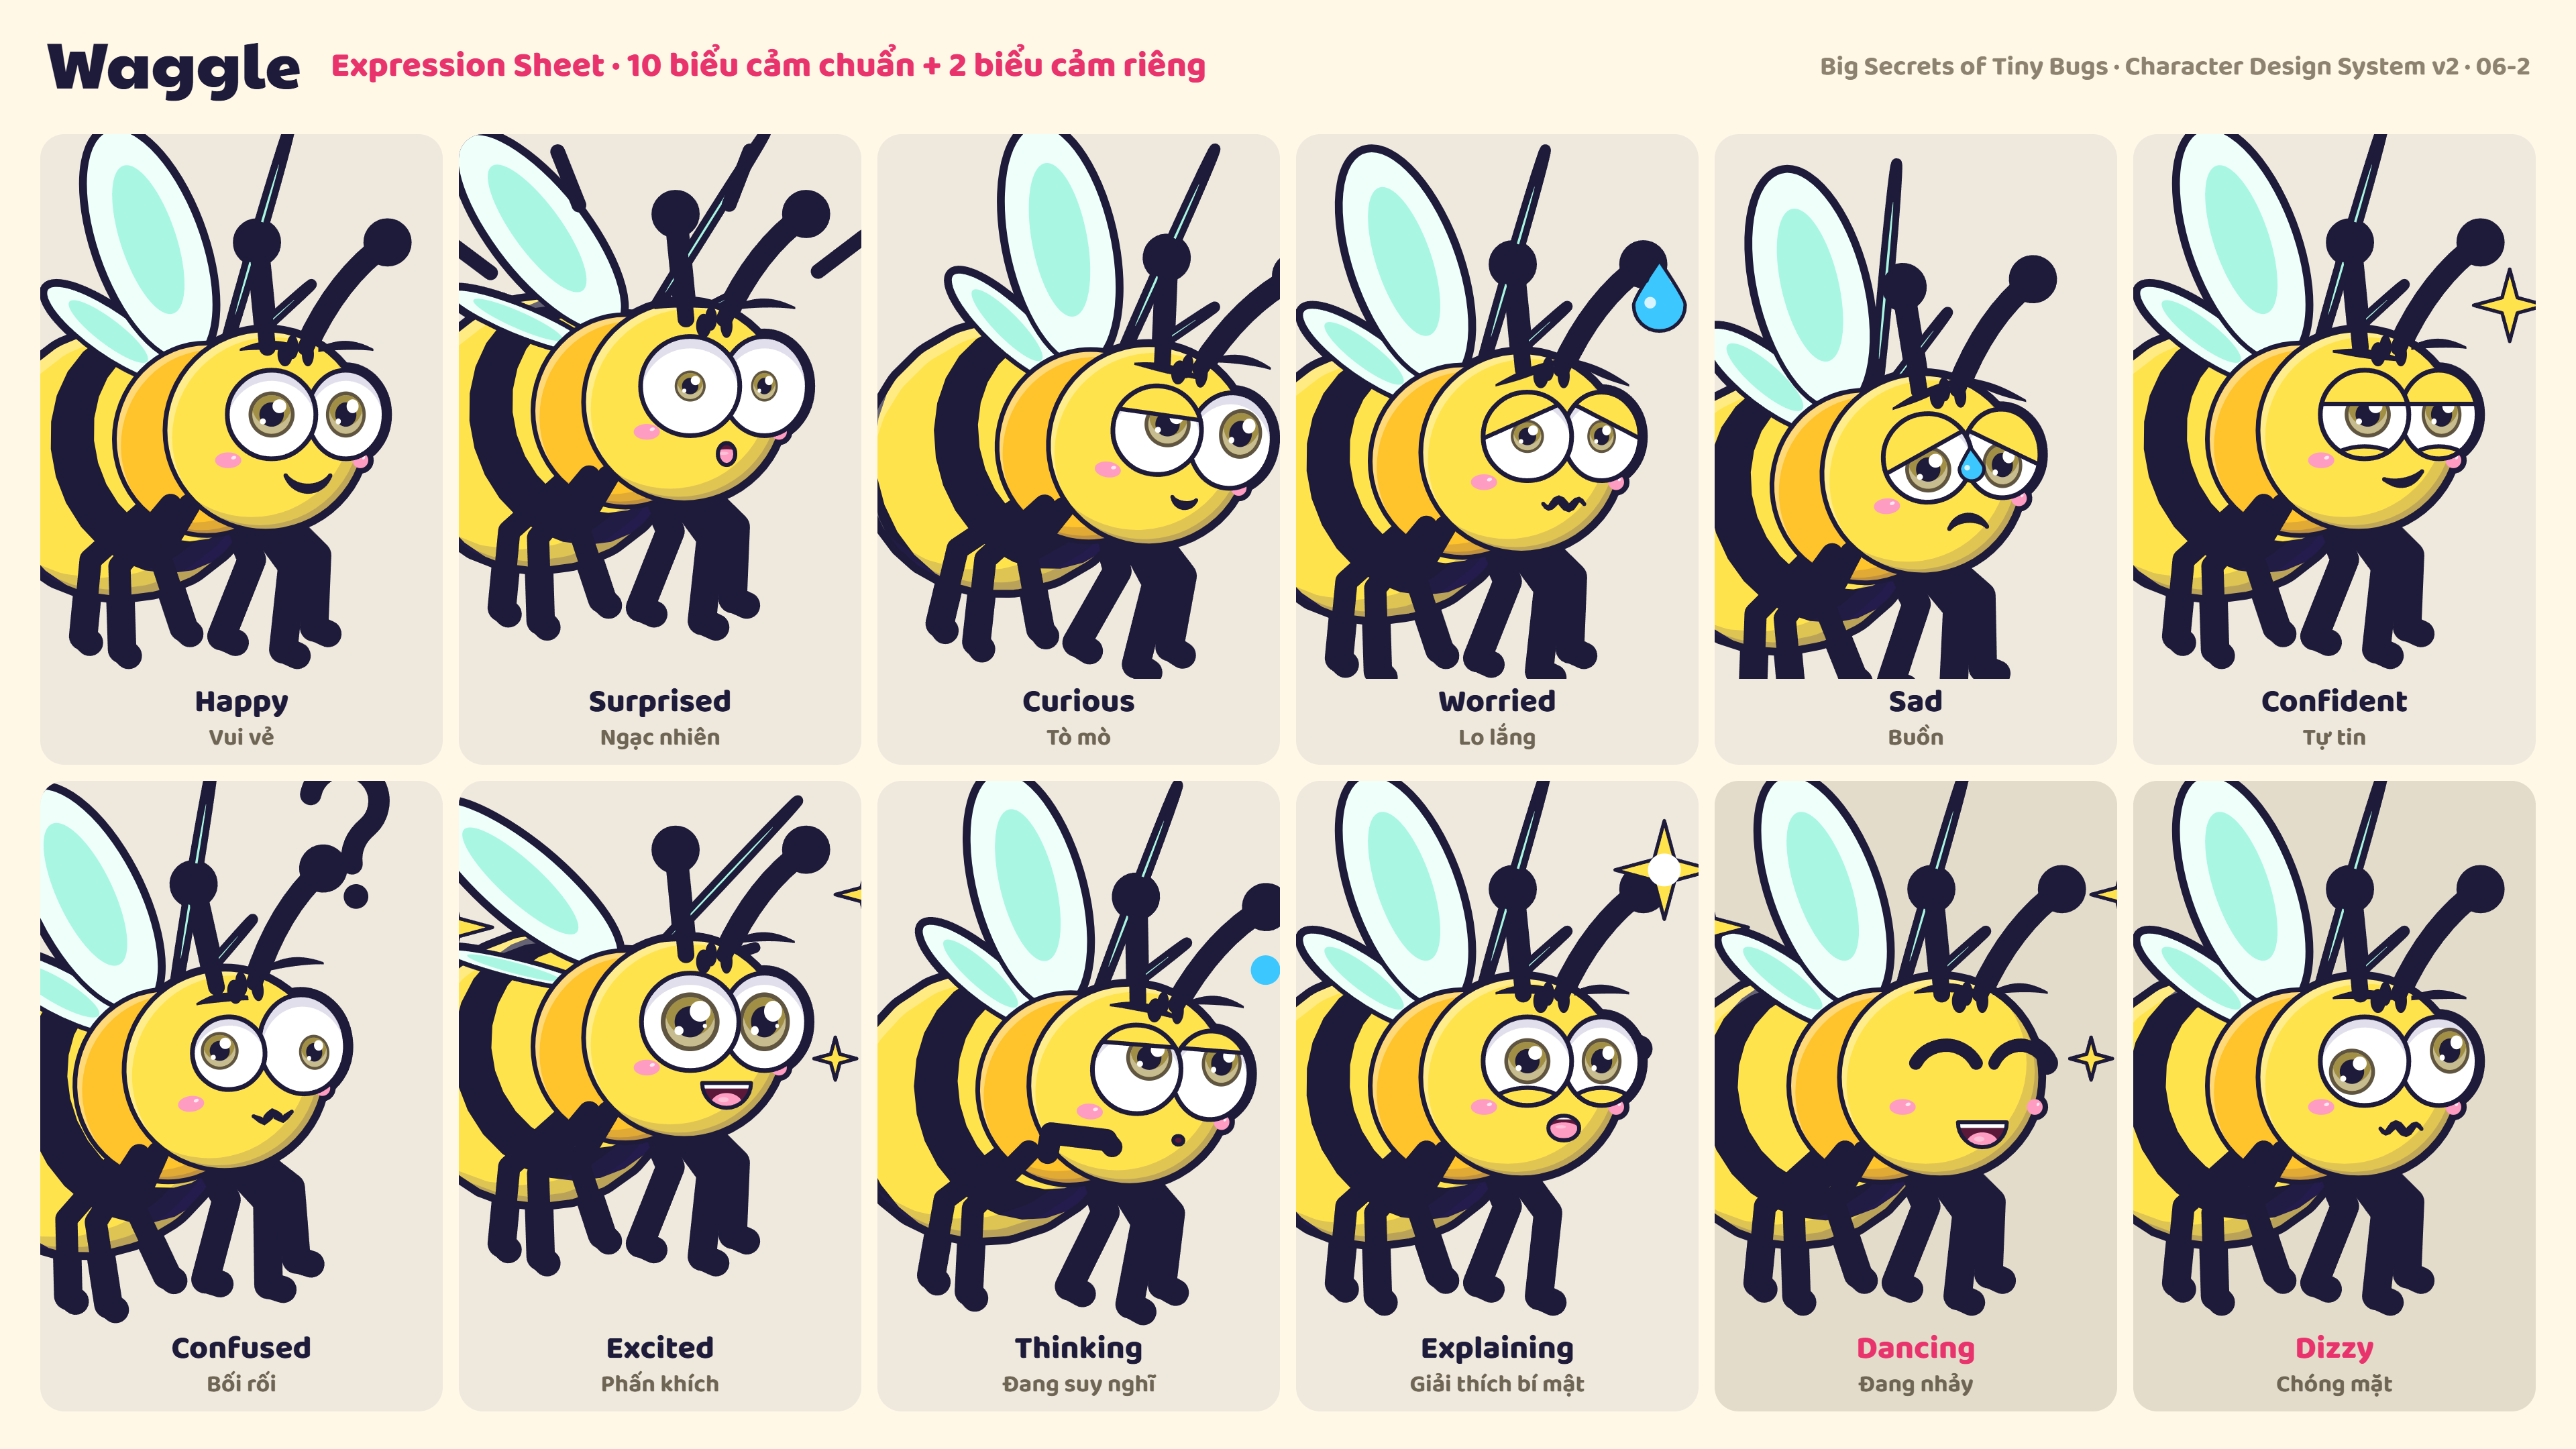 Waggle
Expression Sheet · 10 biểu cảm chuẩn + 2 biểu cảm riêng
Big Secrets of Tiny Bugs · Character Design System v2 · 06-2
Happy
Vui vẻ
Surprised
Ngạc nhiên
Curious
Tò mò
Worried
Lo lắng
Sad
Buồn
Confident
Tự tin
Confused
Bối rối
Excited
Phấn khích
Thinking
Đang suy nghĩ
Explaining
Giải thích bí mật
Dancing
Đang nhảy
Dizzy
Chóng mặt